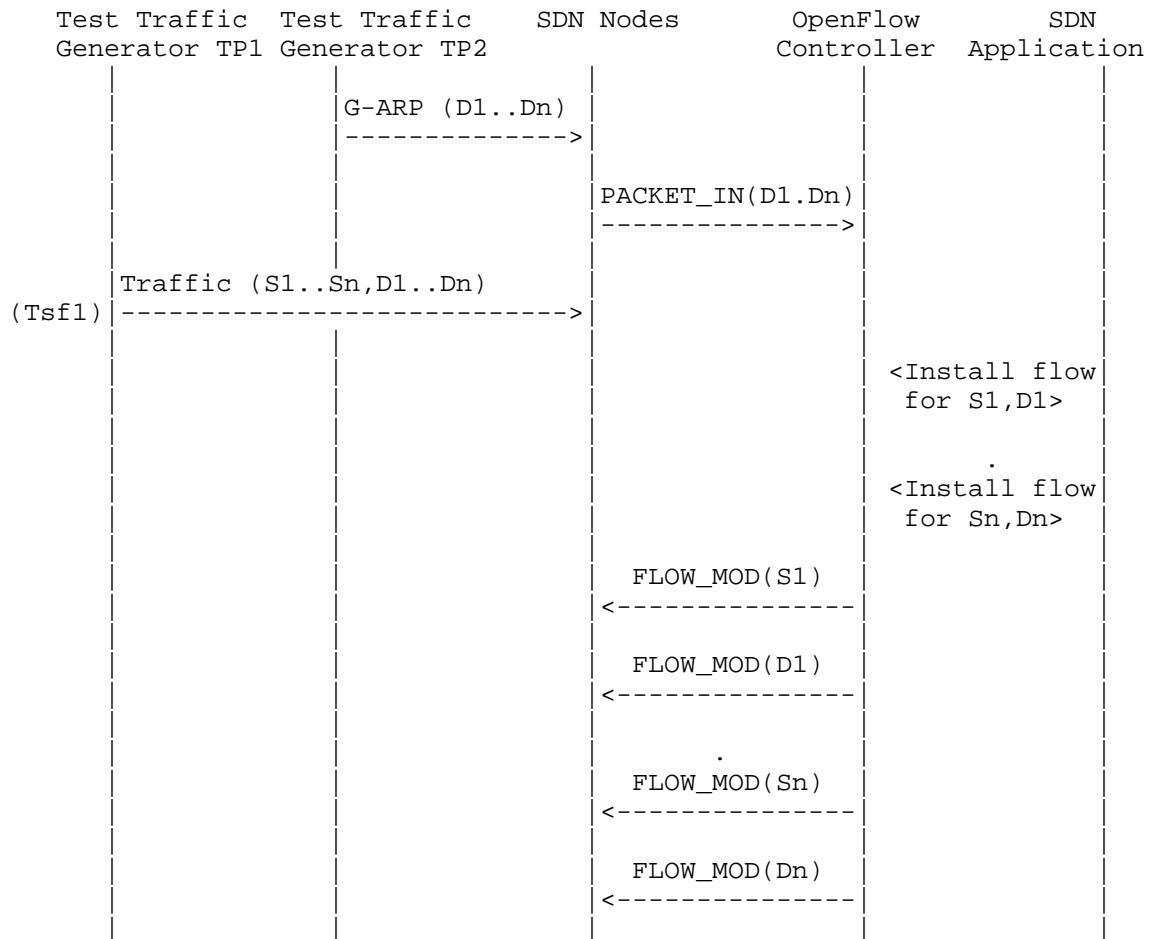 Test Traffic Test Traffic SDN Nodes OpenFlow SDN
Generator TP1 Generator TP2 Controller Application
G-ARP (D1..Dn)
-------------->
PACKET_IN(D1.Dn)
--------------->
Traffic (S1..Sn,D1..Dn)
(Tsf1) ---------------------------->
<Install flow
for S1,D1>
.
<Install flow
for Sn,Dn>
FLOW_MOD(S1)
<---------------
FLOW_MOD(D1)
<---------------
.
FLOW_MOD(Sn)
<---------------
FLOW_MOD(Dn)
<---------------